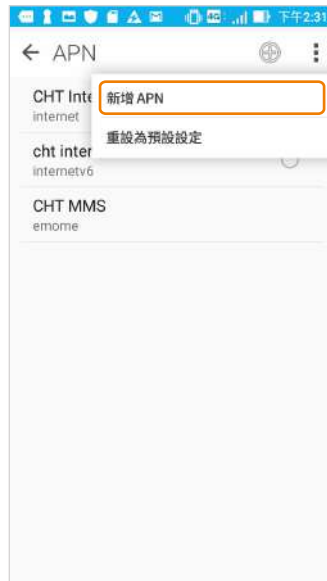 4G 下午2:31
← APN
CHT Inte
internet
新增 APN
重設為預設設定
cht inter
internetv6
CHT MMS
emome